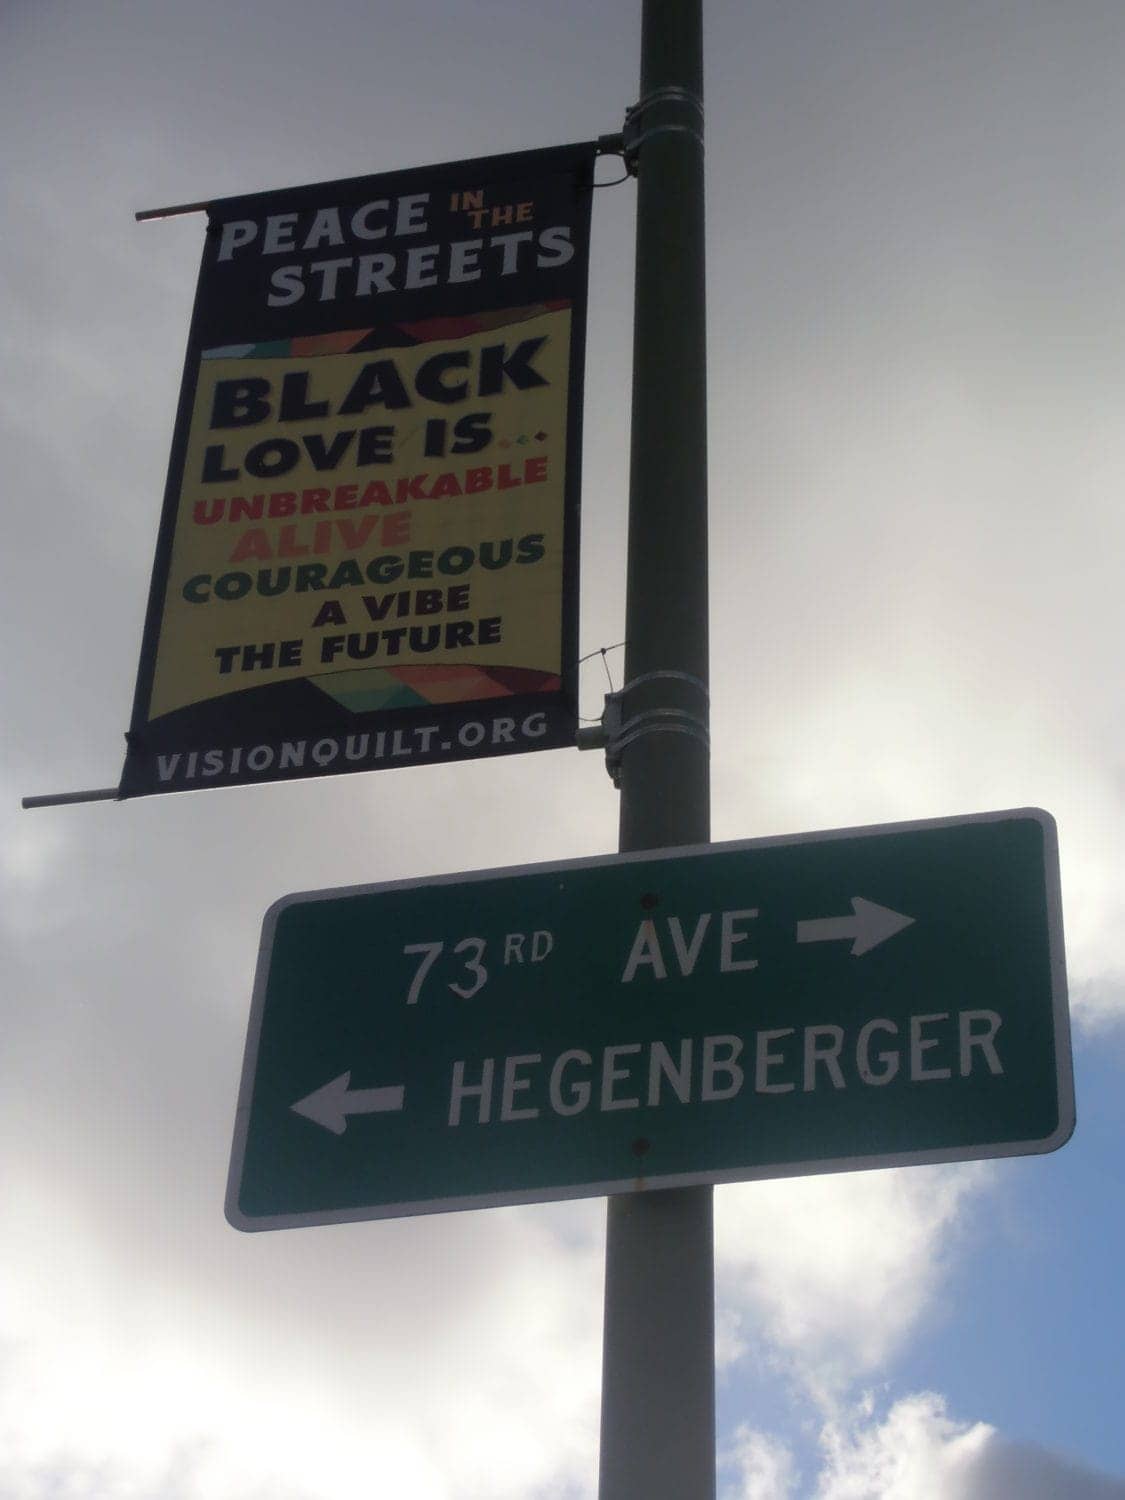 PEACE IN THE
STREETS
BLACK
LOVE IS...
UNBREAKABLE
ALIVE
COURAGEOUS
A VIBE
THE FUTURE
VISIONQUILT.ORG
73RD AVE →
← HEGENBERGER